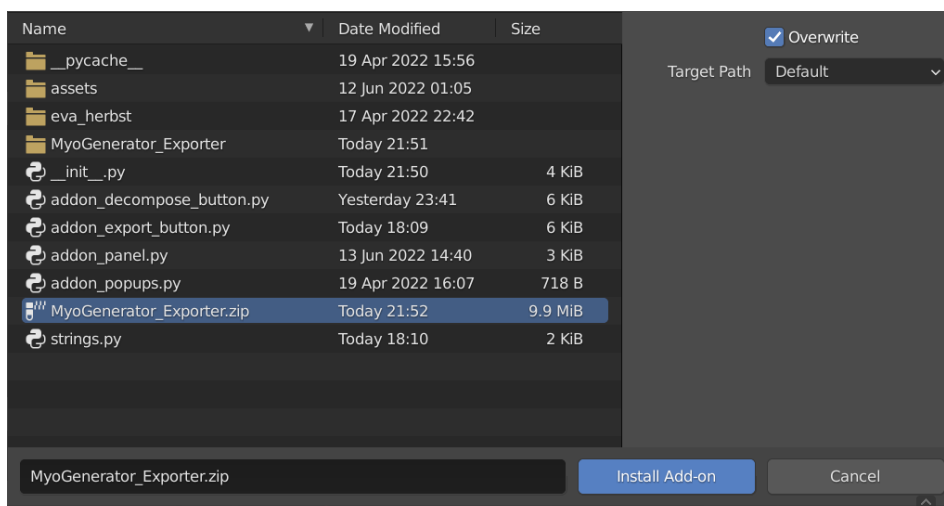 Name Date Modified Size
__pycache__ 19 Apr 2022 15:56
assets 12 Jun 2022 01:05
eva_herbst 17 Apr 2022 22:42
MyoGenerator_Exporter Today 21:51
__init__.py Today 21:50 4 KiB
addon_decompose_button.py Yesterday 23:41 6 KiB
addon_export_button.py Today 18:09 6 KiB
addon_panel.py 13 Jun 2022 14:40 3 KiB
addon_popups.py 19 Apr 2022 16:07 718 B
MyoGenerator_Exporter.zip Today 21:52 9.9 MiB
strings.py Today 18:10 2 KiB
Overwrite
Target Path Default
MyoGenerator_Exporter.zip Install Add-on Cancel